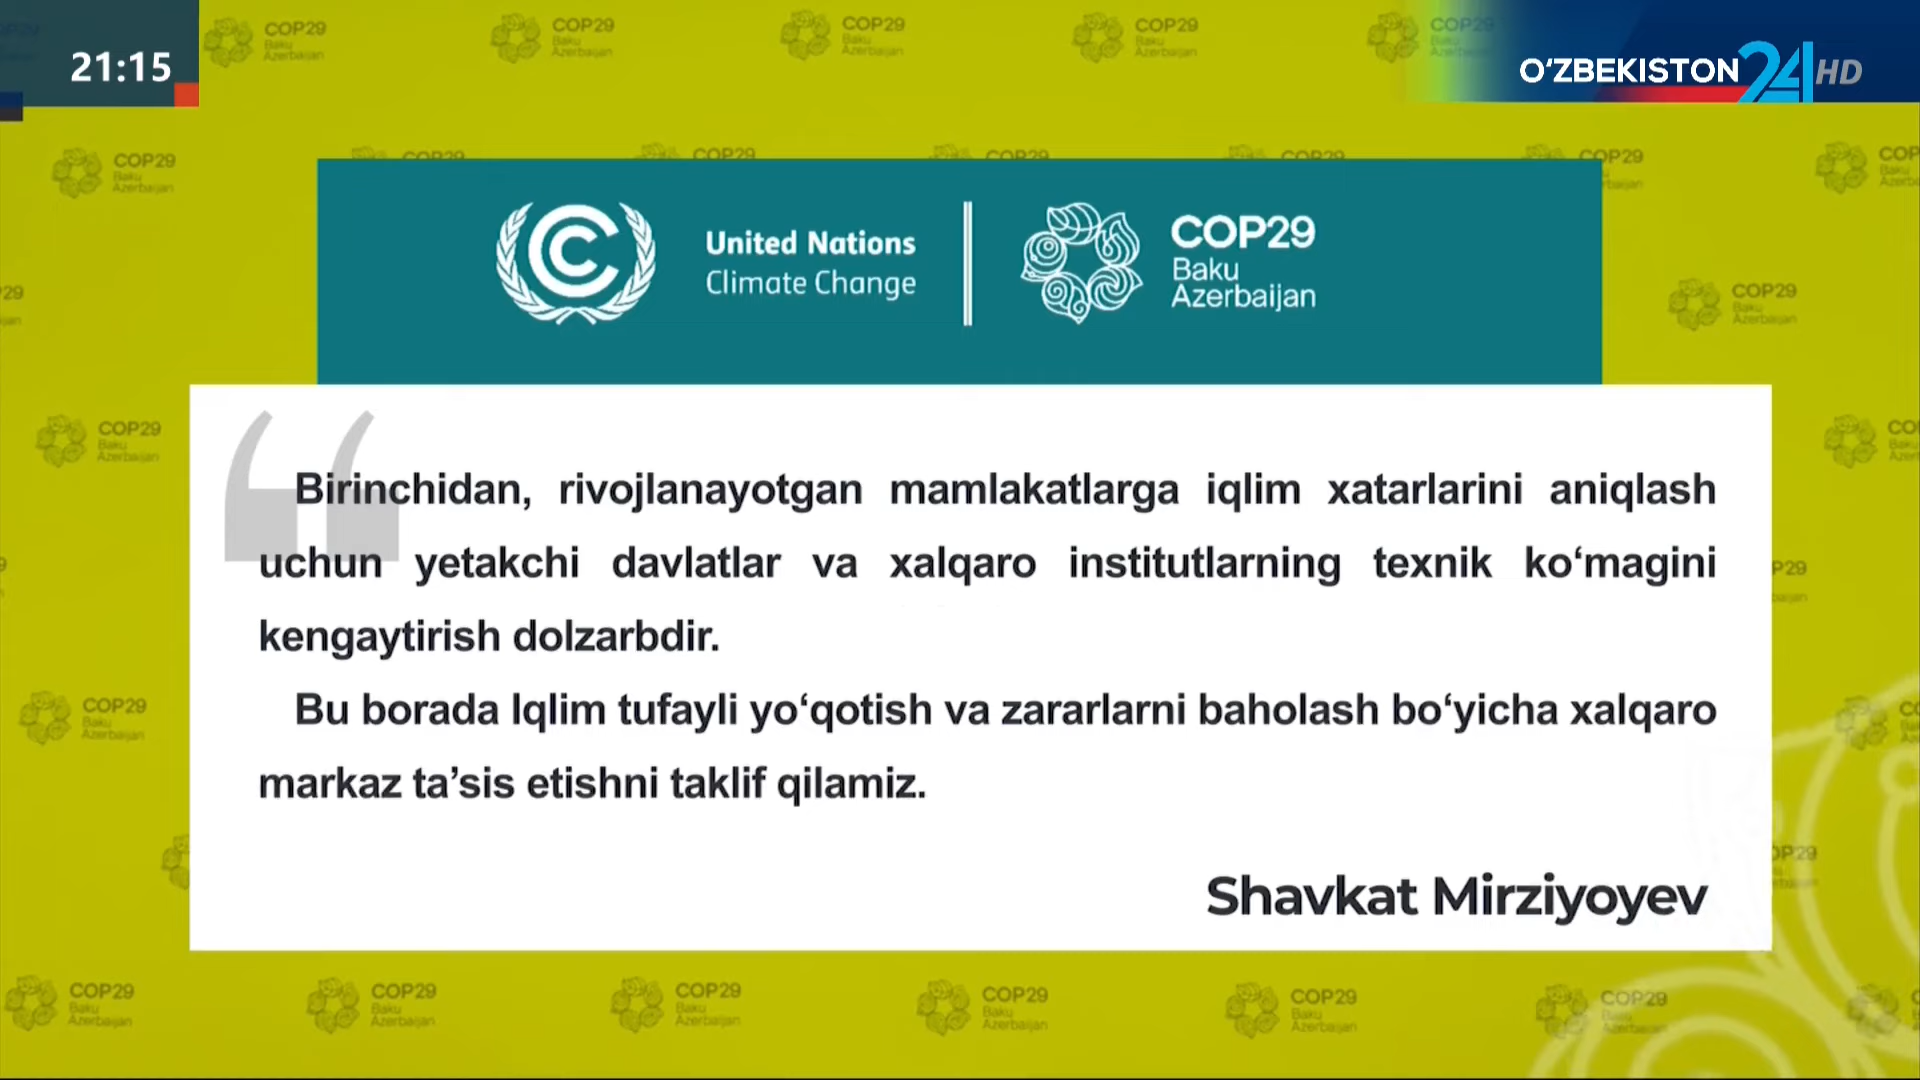 21:15
O‘ZBEKISTON 24 HD
United Nations
Climate Change
COP29
Baku
Azerbaijan
Birinchidan, rivojlanayotgan mamlakatlarga iqlim xatarlarini aniqlash
uchun yetakchi davlatlar va xalqaro institutlarning texnik ko‘magini
kengaytirish dolzarbdir.
Bu borada Iqlim tufayli yo‘qotish va zararlarni baholash bo‘yicha xalqaro
markaz ta’sis etishni taklif qilamiz.
Shavkat Mirziyoyev